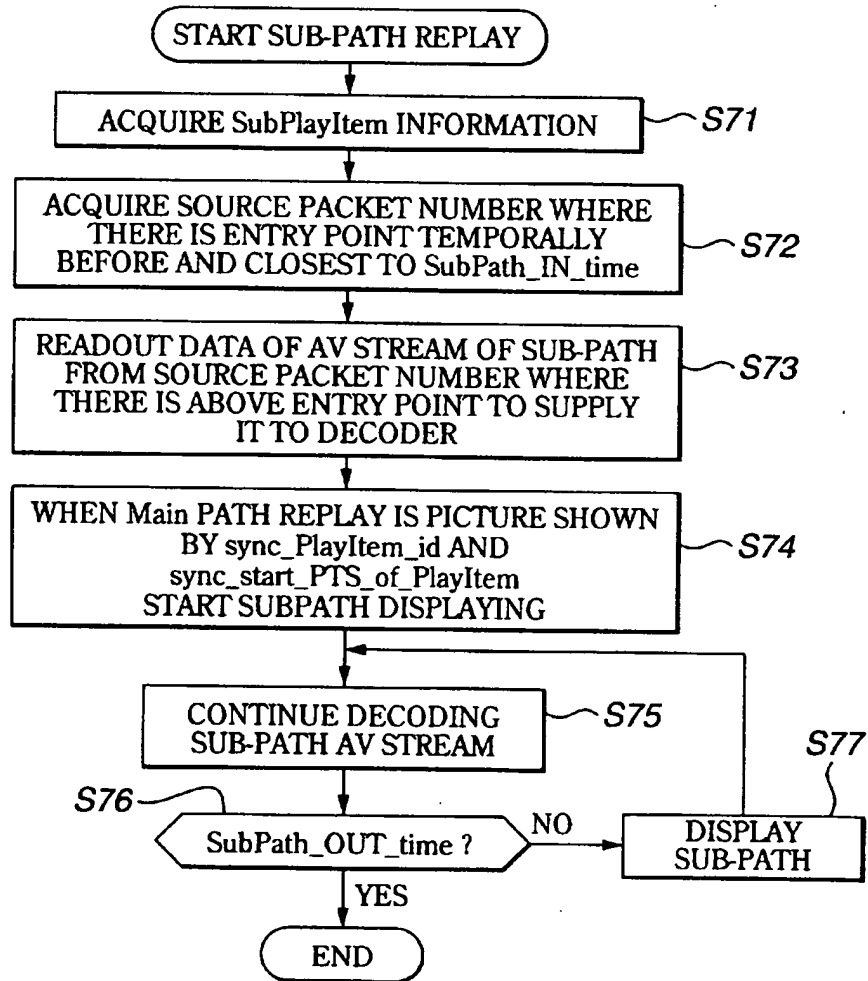 START SUB-PATH REPLAY
ACQUIRE SubPlayItem INFORMATION
S71
ACQUIRE SOURCE PACKET NUMBER WHERE
THERE IS ENTRY POINT TEMPORALLY
BEFORE AND CLOSEST TO SubPath_IN_time
S72
READOUT DATA OF AV STREAM OF SUB-PATH
FROM SOURCE PACKET NUMBER WHERE
THERE IS ABOVE ENTRY POINT TO SUPPLY
IT TO DECODER
S73
WHEN Main PATH REPLAY IS PICTURE SHOWN
BY sync_PlayItem_id AND
sync_start_PTS_of_PlayItem
START SUBPATH DISPLAYING
S74
CONTINUE DECODING
SUB-PATH AV STREAM
S75
S76
SubPath_OUT_time ?
NO
S77
DISPLAY
SUB-PATH
YES
END